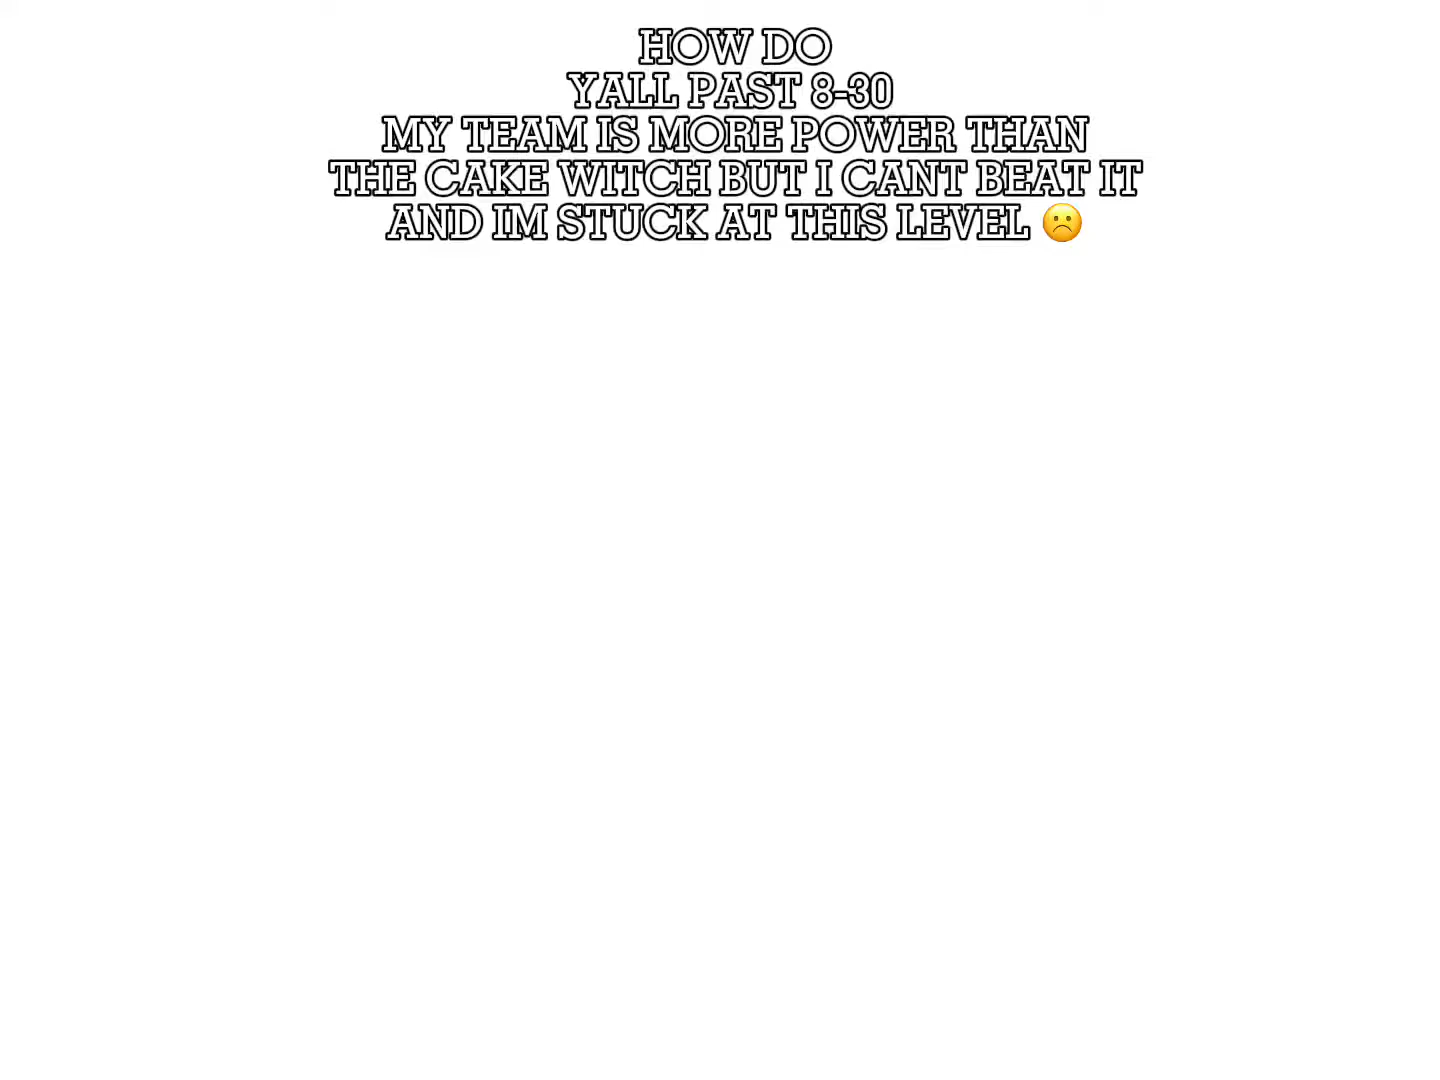 HOW DO
YALL PAST 8-30
MY TEAM IS MORE POWER THAN
THE CAKE WITCH BUT I CANT BEAT IT
AND IM STUCK AT THIS LEVEL ☹️